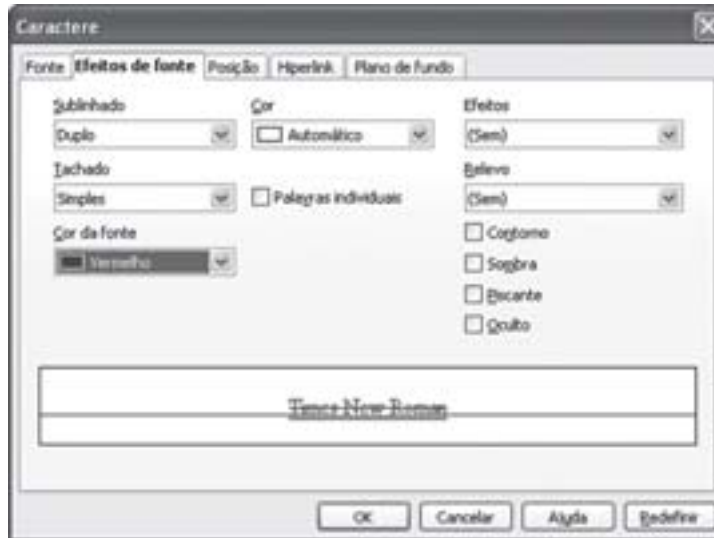 Caractere
Fonte Efeitos de fonte Posição Hiperlink Plano de fundo
Sublinhado Cor Efeitos
Duplo Automático (Sem)
Tachado Relevo
Simples Palavras individuais (Sem)
Cor da fonte Contorno
Vermelho Sombra
Piscante
Oculto
Times New Roman
OK Cancelar Ajuda Redefinir